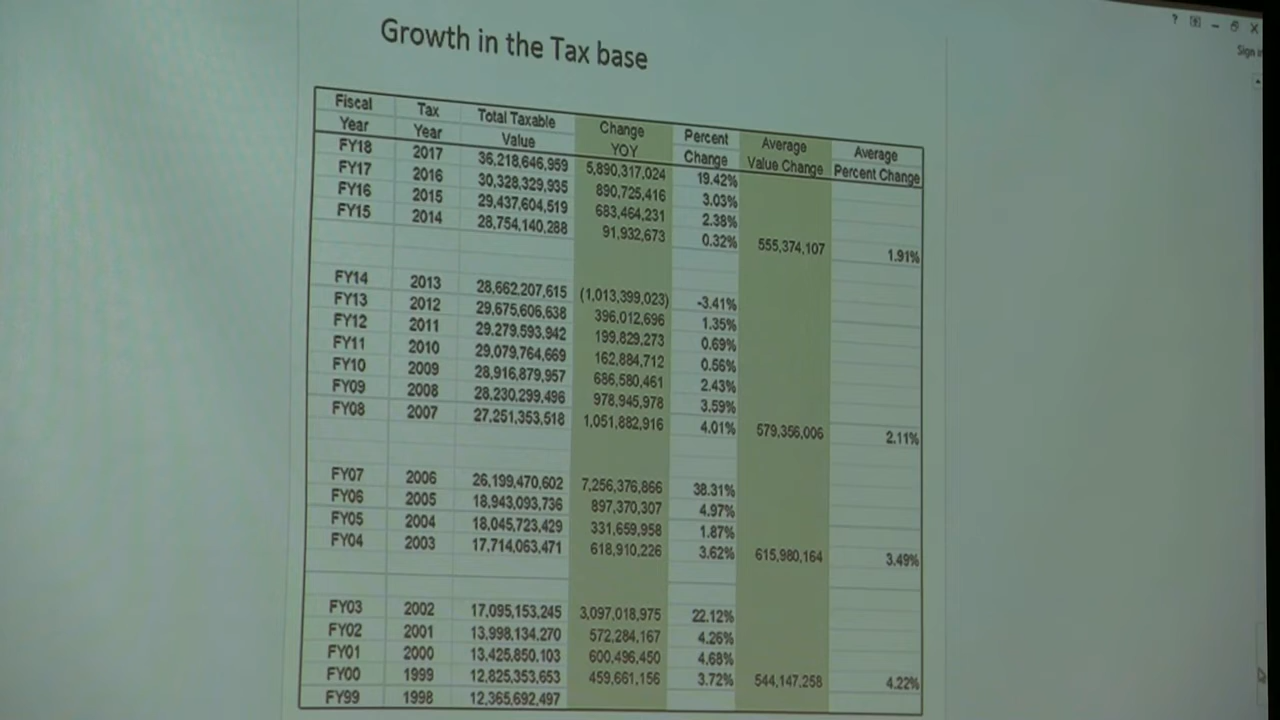 ? 
Sign i
Growth in the Tax base
Fiscal Year Tax Year Total Taxable Value Change YOY Percent Change Average Value Change Average Percent Change
FY18 2017 36,218,646,959 5,890,317,024 19.42%
FY17 2016 30,328,329,935 890,725,416 3.03%
FY16 2015 29,437,604,519 683,464,231 2.38%
FY15 2014 28,754,140,288 91,932,673 0.32% 555,374,107 1.91%
FY14 2013 28,662,207,615 (1,013,399,023) -3.41%
FY13 2012 29,675,606,638 396,012,696 1.35%
FY12 2011 29,279,593,942 199,829,273 0.69%
FY11 2010 29,079,764,669 162,884,712 0.56%
FY10 2009 28,916,879,957 686,580,461 2.43%
FY09 2008 28,230,299,496 978,945,978 3.59%
FY08 2007 27,251,353,518 1,051,882,916 4.01% 579,356,006 2.11%
FY07 2006 26,199,470,602 7,256,376,866 38.31%
FY06 2005 18,943,093,736 897,370,307 4.97%
FY05 2004 18,045,723,429 331,659,958 1.87%
FY04 2003 17,714,063,471 618,910,226 3.62% 615,980,164 3.49%
FY03 2002 17,095,153,245 3,097,018,975 22.12%
FY02 2001 13,998,134,270 572,284,167 4.26%
FY01 2000 13,425,850,103 600,496,450 4.68%
FY00 1999 12,825,353,653 459,661,156 3.72% 544,147,258 4.22%
FY99 1998 12,365,692,497